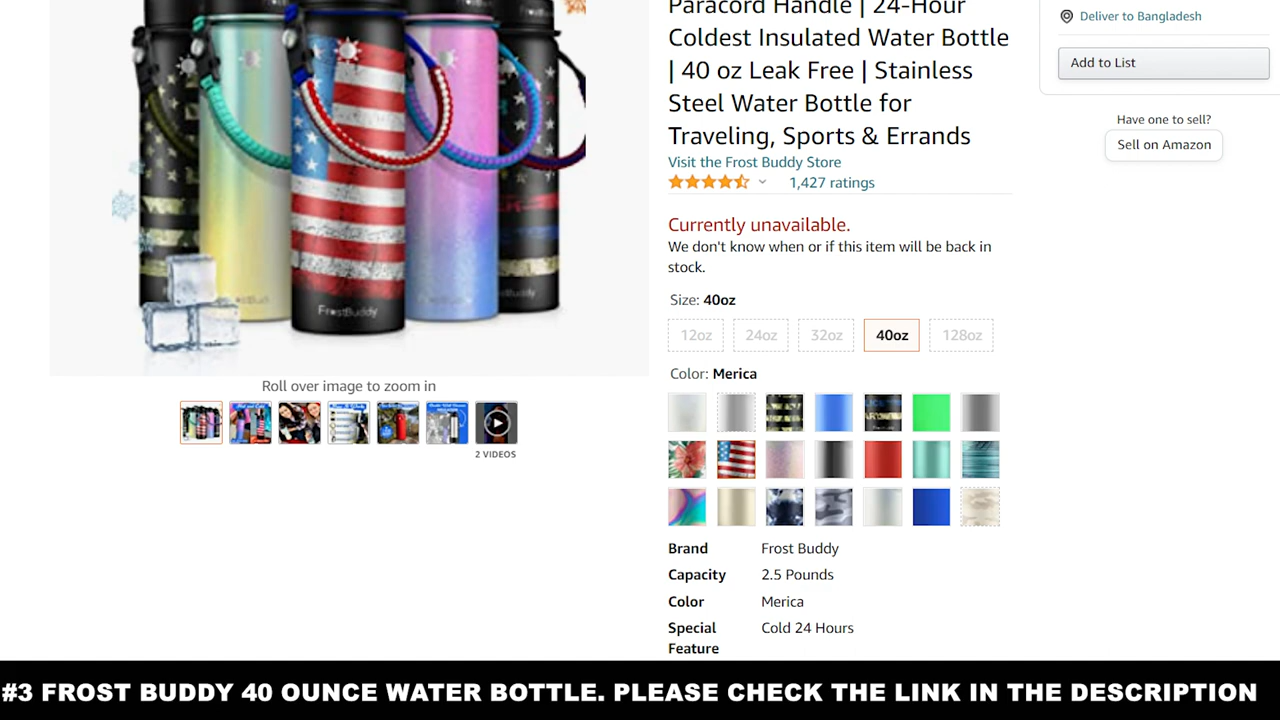 Paracord Handle | 24-Hour
Coldest Insulated Water Bottle
| 40 oz Leak Free | Stainless
Steel Water Bottle for
Traveling, Sports & Errands
Visit the Frost Buddy Store
1,427 ratings
Deliver to Bangladesh
Add to List
Have one to sell?
Sell on Amazon
Currently unavailable.
We don't know when or if this item will be back in
stock.
Size: 40oz
12oz 24oz 32oz 40oz 128oz
Color: Merica
FrostBuddy
Roll over image to zoom in
2 VIDEOS
Brand Frost Buddy
Capacity 2.5 Pounds
Color Merica
Special Cold 24 Hours
Feature
#3 FROST BUDDY 40 OUNCE WATER BOTTLE. PLEASE CHECK THE LINK IN THE DESCRIPTION